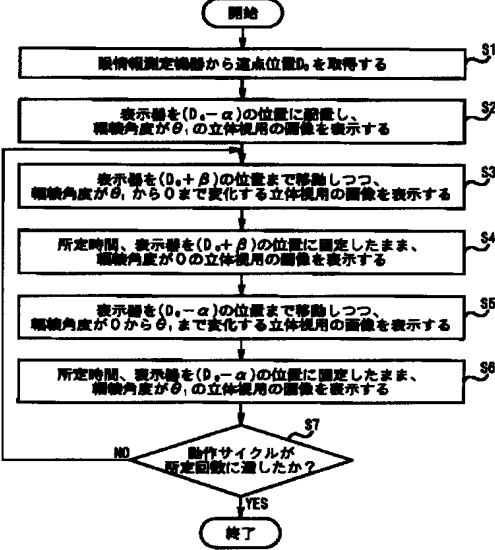 開始
S1
眼情報測定機器から遠点位置D₀を取得する
S2
表示器を(D₀-α)の位置に配置し、
輻輳角度がθ₁の立体視用の画像を表示する
S3
表示器を(D₀+β)の位置まで移動しつつ、
輻輳角度がθ₁から0まで変化する立体視用の画像を表示する
S4
所定時間、表示器を(D₀+β)の位置に固定したまま、
輻輳角度が0の立体視用の画像を表示する
S5
表示器を(D₀-α)の位置まで移動しつつ、
輻輳角度が0からθ₁まで変化する立体視用の画像を表示する
S6
所定時間、表示器を(D₀-α)の位置に固定したまま、
輻輳角度がθ₁の立体視用の画像を表示する
S7
動作サイクルが
所定回数に達したか?
NO
YES
終了